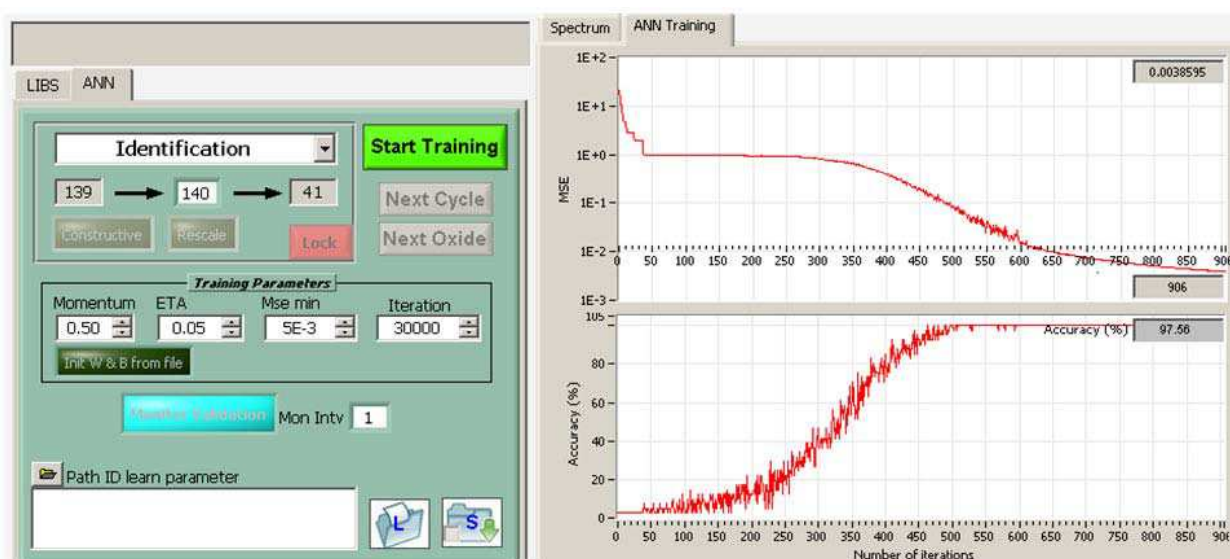 LIBS ANN
Identification
139 140 41
Constructive Rescale Lock
Start Training
Next Cycle
Next Oxide
Training Parameters
Momentum ETA Mse min Iteration
0.50 0.05 5E-3 30000
Init W & B from file
Monitor Validation Mon Intv 1
Path ID learn parameter
L S
Spectrum ANN Training
1E+2
1E+1
1E+0
1E-1
1E-2
1E-3
MSE
0.0038595
0 50 100 150 200 250 300 350 400 450 500 550 600 650 700 750 800 850 900
906
105
100
80
60
40
20
0
Accuracy (%)
Accuracy (%) 97.56
0 50 100 150 200 250 300 350 400 450 500 550 600 650 700 750 800 850 900
Number of iterations